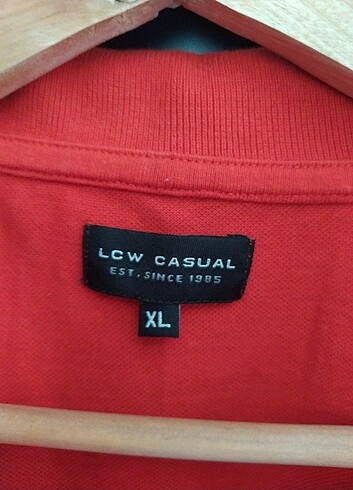 LCW CASUAL
EST. SINCE 1985
XL